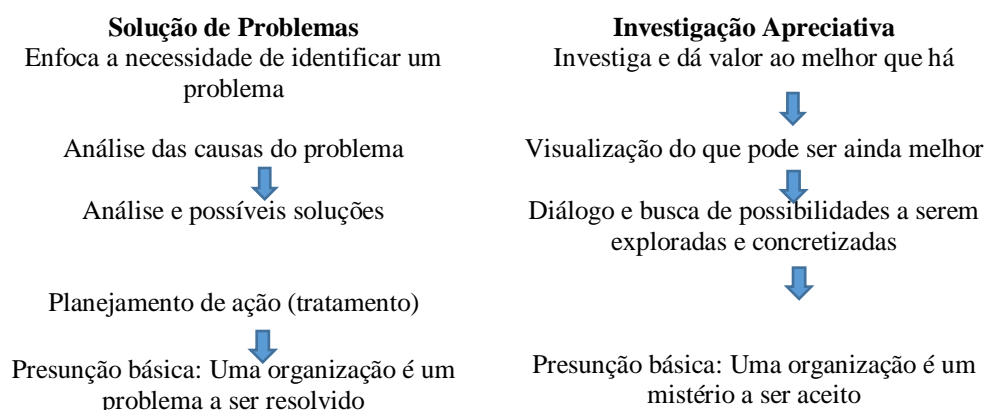 Solução de Problemas
Enfoca a necessidade de identificar um
problema
Análise das causas do problema
Análise e possíveis soluções
Planejamento de ação (tratamento)
Presunção básica: Uma organização é um
problema a ser resolvido
Investigação Apreciativa
Investiga e dá valor ao melhor que há
Visualização do que pode ser ainda melhor
Diálogo e busca de possibilidades a serem
exploradas e concretizadas
Presunção básica: Uma organização é um
mistério a ser aceito